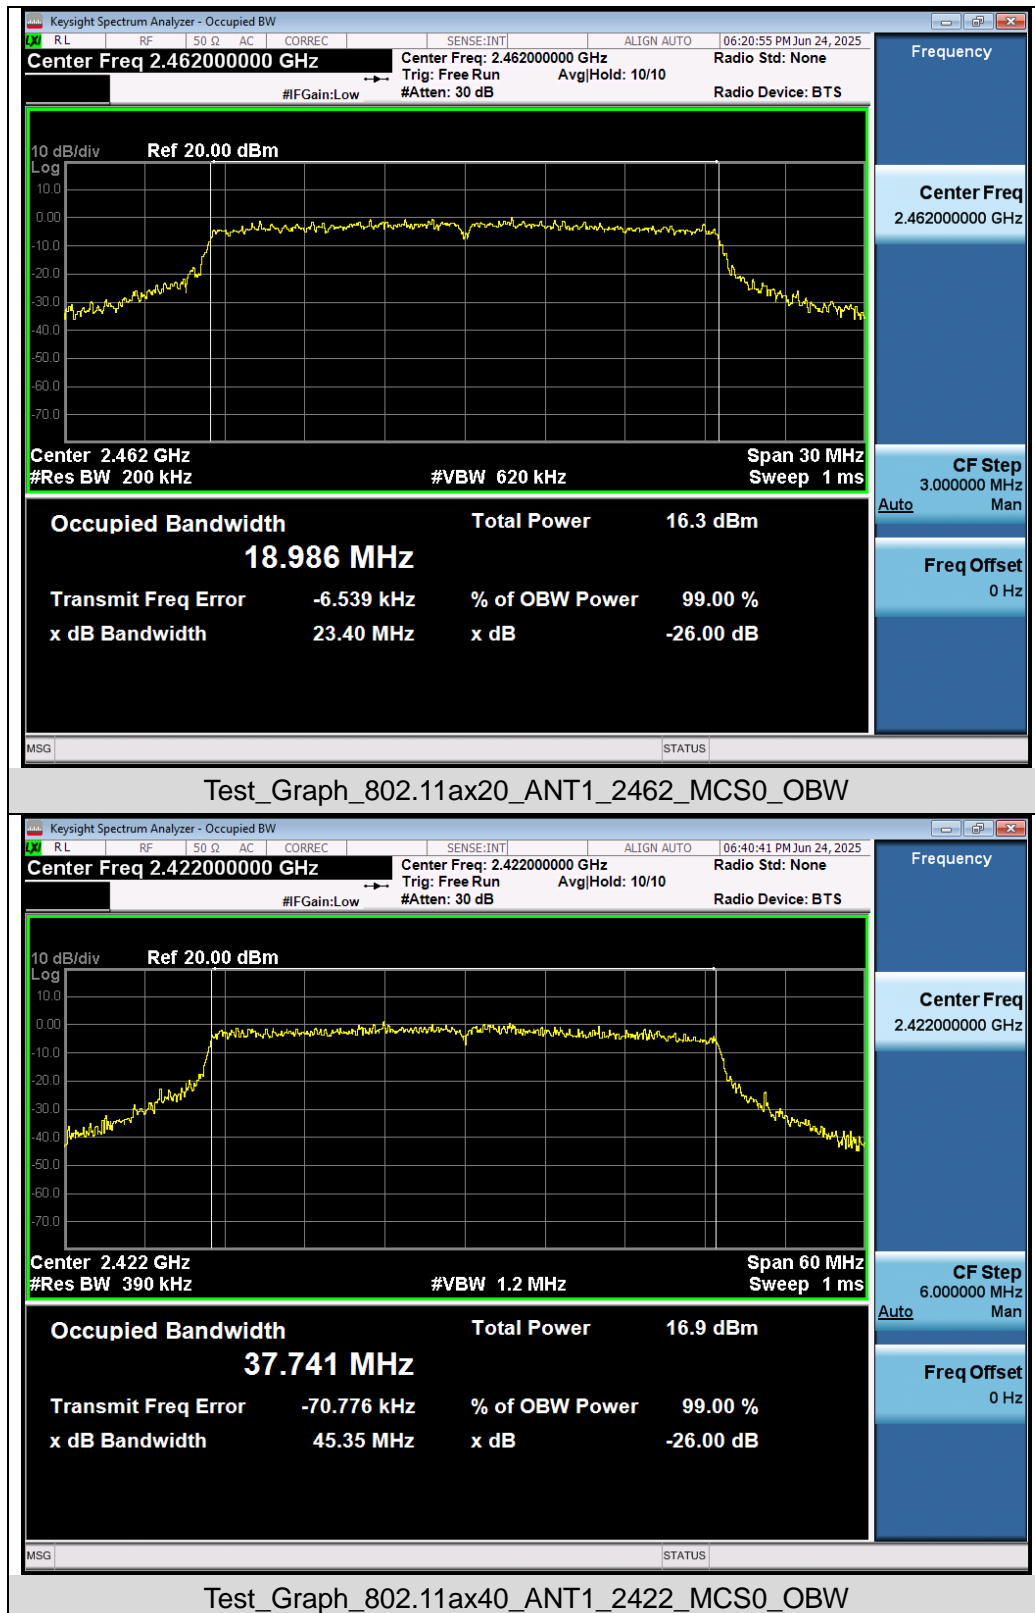 Keysight Spectrum Analyzer - Occupied BW
LXI RL RF 50 Ω AC CORREC SENSE:INT ALIGN AUTO 06:20:55 PM Jun 24, 2025
Center Freq 2.462000000 GHz
Center Freq: 2.462000000 GHz
Radio Std: None
Trig: Free Run Avg|Hold: 10/10
#IFGain:Low
#Atten: 30 dB
Radio Device: BTS
Frequency
10 dB/div Ref 20.00 dBm
Log
10.0
0.00
-10.0
-20.0
-30.0
-40.0
-50.0
-60.0
-70.0
Center 2.462 GHz Span 30 MHz
#Res BW 200 kHz #VBW 620 kHz Sweep 1 ms
Center Freq
2.462000000 GHz
CF Step
3.000000 MHz
Auto Man
Freq Offset
0 Hz
Occupied Bandwidth Total Power 16.3 dBm
18.986 MHz
Transmit Freq Error -6.539 kHz % of OBW Power 99.00 %
x dB Bandwidth 23.40 MHz x dB -26.00 dB
MSG STATUS
Test_Graph_802.11ax20_ANT1_2462_MCS0_OBW
Keysight Spectrum Analyzer - Occupied BW
LXI RL RF 50 Ω AC CORREC SENSE:INT ALIGN AUTO 06:40:41 PM Jun 24, 2025
Center Freq 2.422000000 GHz
Center Freq: 2.422000000 GHz
Radio Std: None
Trig: Free Run Avg|Hold: 10/10
#IFGain:Low
#Atten: 30 dB
Radio Device: BTS
Frequency
10 dB/div Ref 20.00 dBm
Log
10.0
0.00
-10.0
-20.0
-30.0
-40.0
-50.0
-60.0
-70.0
Center 2.422 GHz Span 60 MHz
#Res BW 390 kHz #VBW 1.2 MHz Sweep 1 ms
Center Freq
2.422000000 GHz
CF Step
6.000000 MHz
Auto Man
Freq Offset
0 Hz
Occupied Bandwidth Total Power 16.9 dBm
37.741 MHz
Transmit Freq Error -70.776 kHz % of OBW Power 99.00 %
x dB Bandwidth 45.35 MHz x dB -26.00 dB
MSG STATUS
Test_Graph_802.11ax40_ANT1_2422_MCS0_OBW